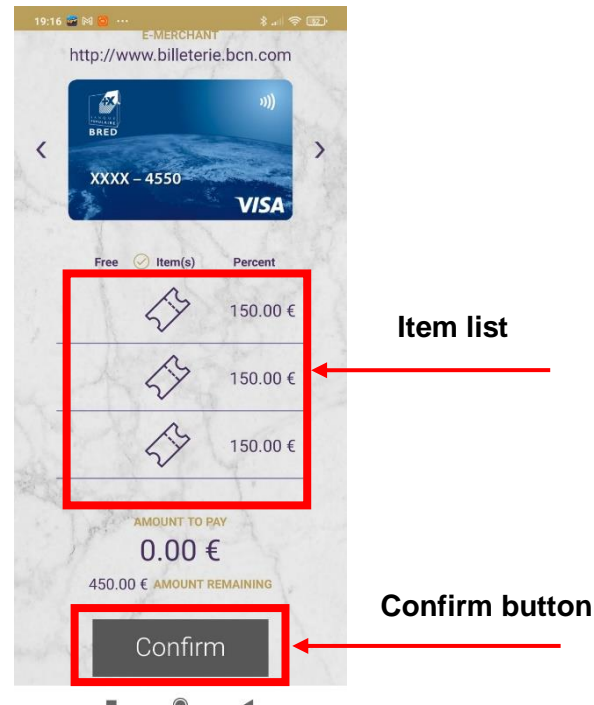 19:16
52
E-MERCHANT
http://www.billeterie.bcn.com
BRED
XXXX – 4550
VISA
Free Item(s) Percent
150.00 €
150.00 €
150.00 €
Item list
AMOUNT TO PAY
0.00 €
450.00 € AMOUNT REMAINING
Confirm
Confirm button